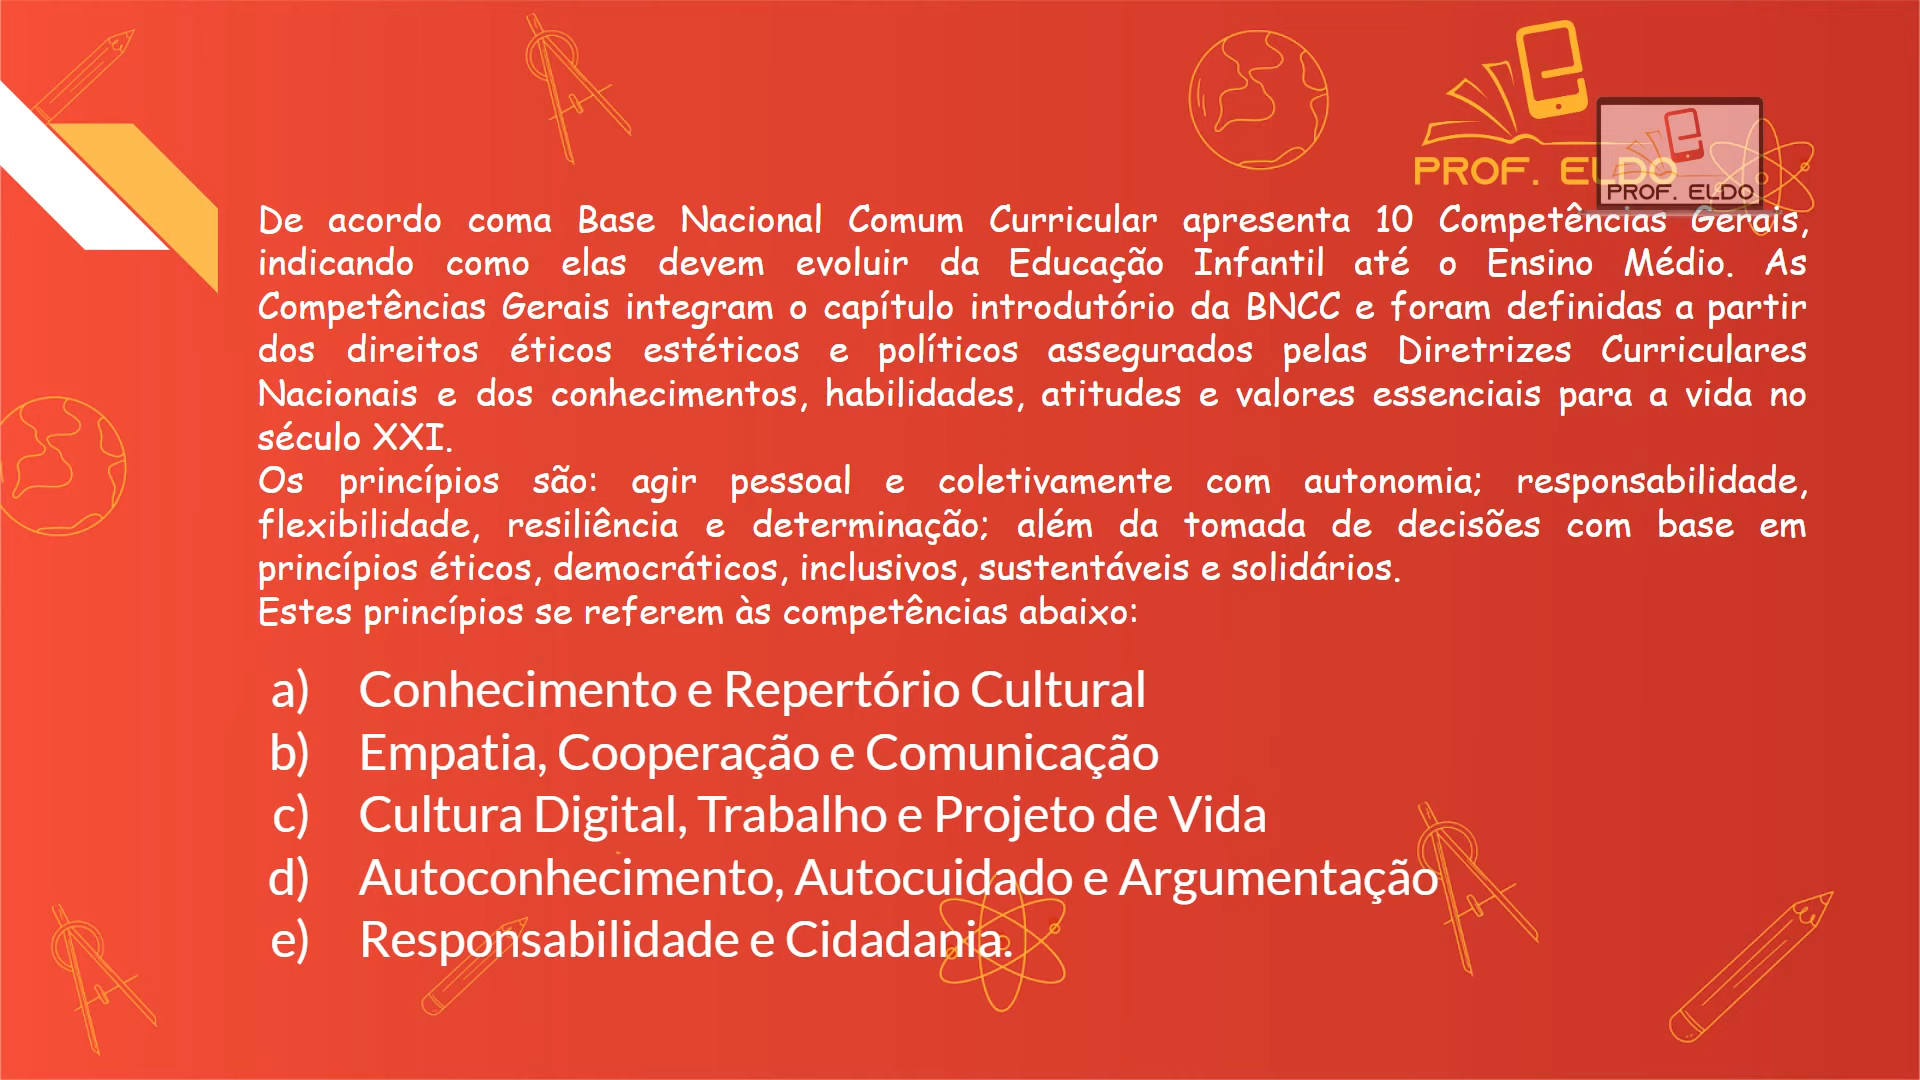 PROF. ELDO
PROF. ELDO
De acordo coma Base Nacional Comum Curricular apresenta 10 Competências Gerais,
indicando como elas devem evoluir da Educação Infantil até o Ensino Médio. As
Competências Gerais integram o capítulo introdutório da BNCC e foram definidas a partir
dos direitos éticos estéticos e políticos assegurados pelas Diretrizes Curriculares
Nacionais e dos conhecimentos, habilidades, atitudes e valores essenciais para a vida no
século XXI.
Os princípios são: agir pessoal e coletivamente com autonomia; responsabilidade,
flexibilidade, resiliência e determinação; além da tomada de decisões com base em
princípios éticos, democráticos, inclusivos, sustentáveis e solidários.
Estes princípios se referem às competências abaixo:
a) Conhecimento e Repertório Cultural
b) Empatia, Cooperação e Comunicação
c) Cultura Digital, Trabalho e Projeto de Vida
d) Autoconhecimento, Autocuidado e Argumentação
e) Responsabilidade e Cidadania.